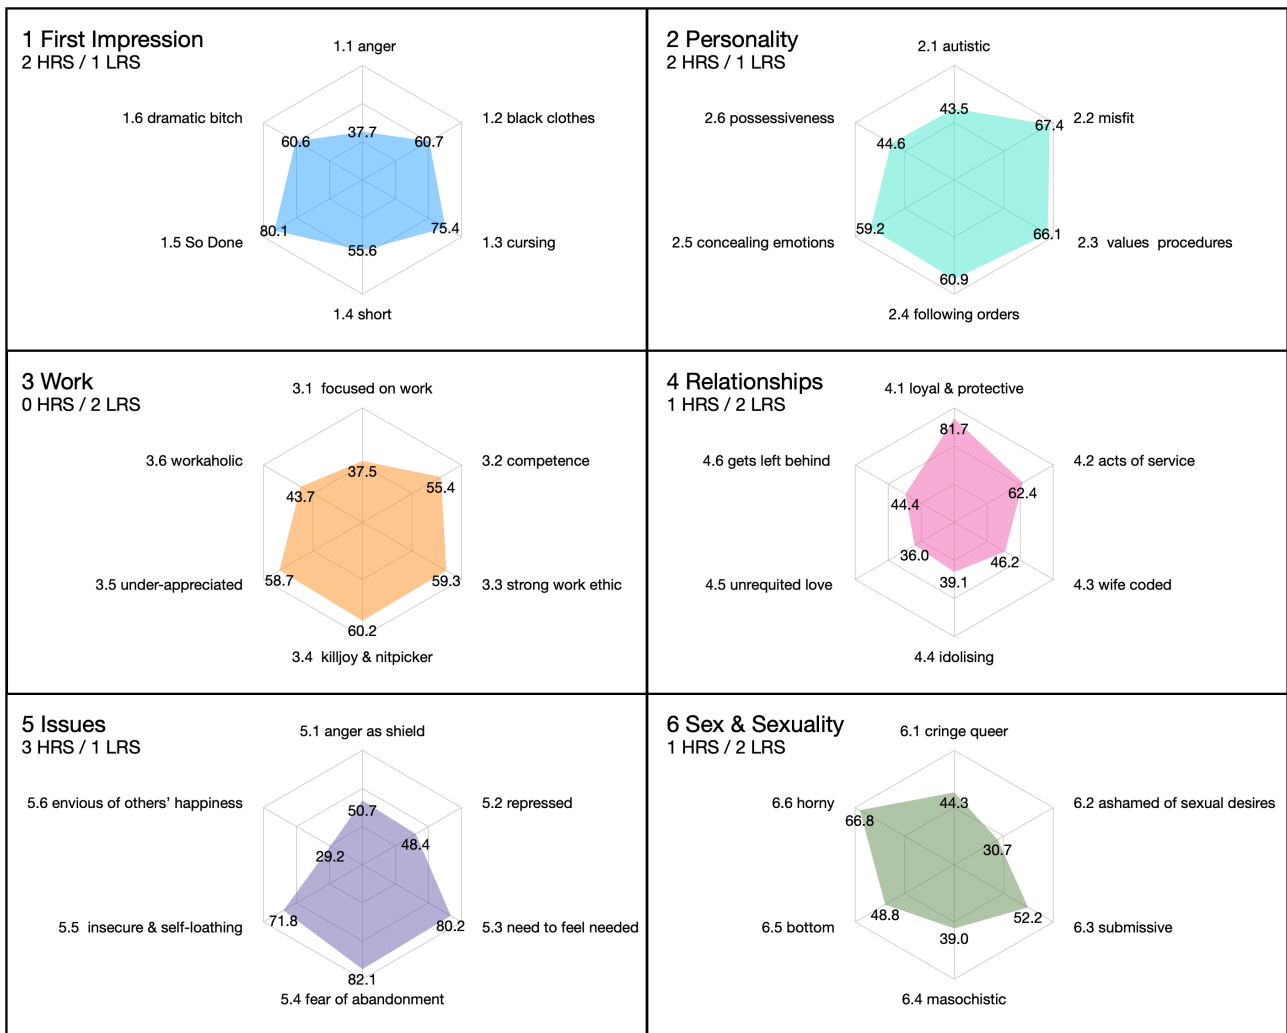 1 First Impression
2 HRS / 1 LRS
1.1 anger
1.6 dramatic bitch
1.2 black clothes
37.7
60.6
60.7
80.1
75.4
55.6
1.5 So Done
1.3 cursing
1.4 short
2 Personality
2 HRS / 1 LRS
2.1 autistic
2.6 possessiveness
2.2 misfit
43.5
67.4
44.6
59.2
66.1
60.9
2.5 concealing emotions
2.3  values  procedures
2.4 following orders
3 Work
0 HRS / 2 LRS
3.1  focused on work
3.6 workaholic
3.2 competence
37.5
55.4
43.7
58.7
59.3
60.2
3.5 under-appreciated
3.3 strong work ethic
3.4  killjoy & nitpicker
4 Relationships
1 HRS / 2 LRS
4.1 loyal & protective
81.7
4.6 gets left behind
4.2 acts of service
62.4
44.4
36.0
46.2
39.1
4.5 unrequited love
4.3 wife coded
4.4 idolising
5 Issues
3 HRS / 1 LRS
5.1 anger as shield
5.6 envious of others’ happiness
5.2 repressed
50.7
48.4
29.2
71.8
80.2
82.1
5.5  insecure & self-loathing
5.3 need to feel needed
5.4 fear of abandonment
6 Sex & Sexuality
1 HRS / 2 LRS
6.1 cringe queer
6.6 horny
6.2 ashamed of sexual desires
44.3
66.8
30.7
48.8
52.2
39.0
6.5 bottom
6.3 submissive
6.4 masochistic